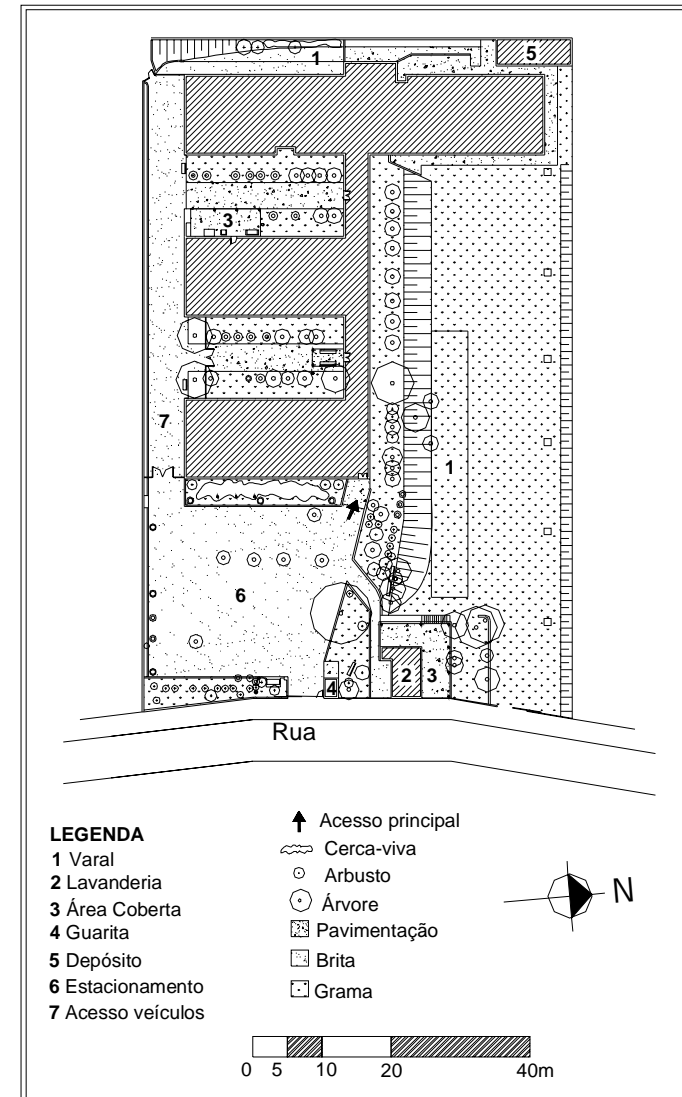 1
5
3
7
1
6
4
2
3
Rua
LEGENDA
1 Varal
2 Lavanderia
3 Área Coberta
4 Guarita
5 Depósito
6 Estacionamento
7 Acesso veículos
Acesso principal
Cerca-viva
Arbusto
Árvore
Pavimentação
Brita
Grama
N
0 5 10 20 40m